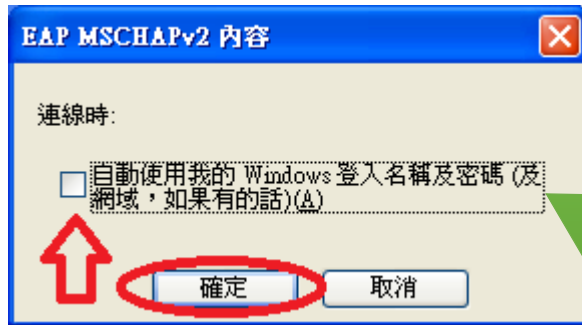 EAP MSCHAPv2 內容
連線時:
自動使用我的 Windows 登入名稱及密碼 (及
網域，如果有的話)(A)
確定 取消